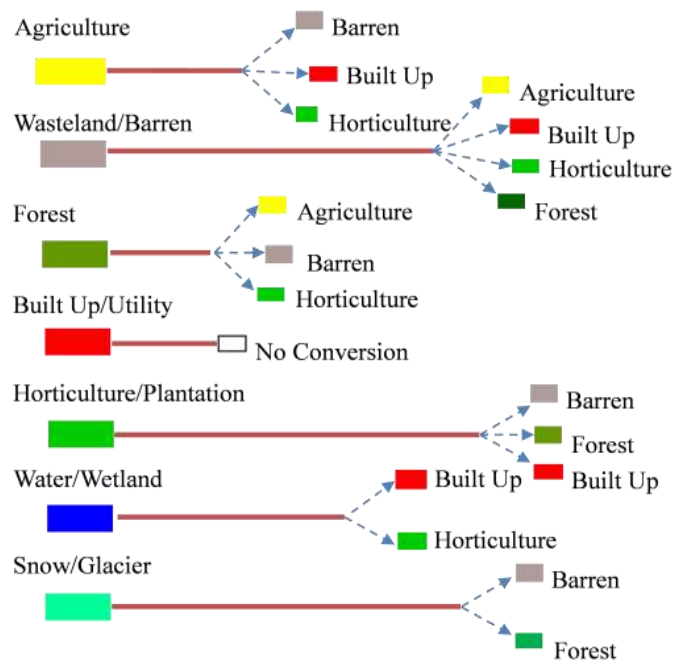 Agriculture
Barren
Built Up
Horticulture
Wasteland/Barren
Agriculture
Built Up
Horticulture
Forest
Forest
Agriculture
Barren
Horticulture
Built Up/Utility
No Conversion
Horticulture/Plantation
Barren
Forest
Built Up
Water/Wetland
Built Up
Horticulture
Snow/Glacier
Barren
Forest